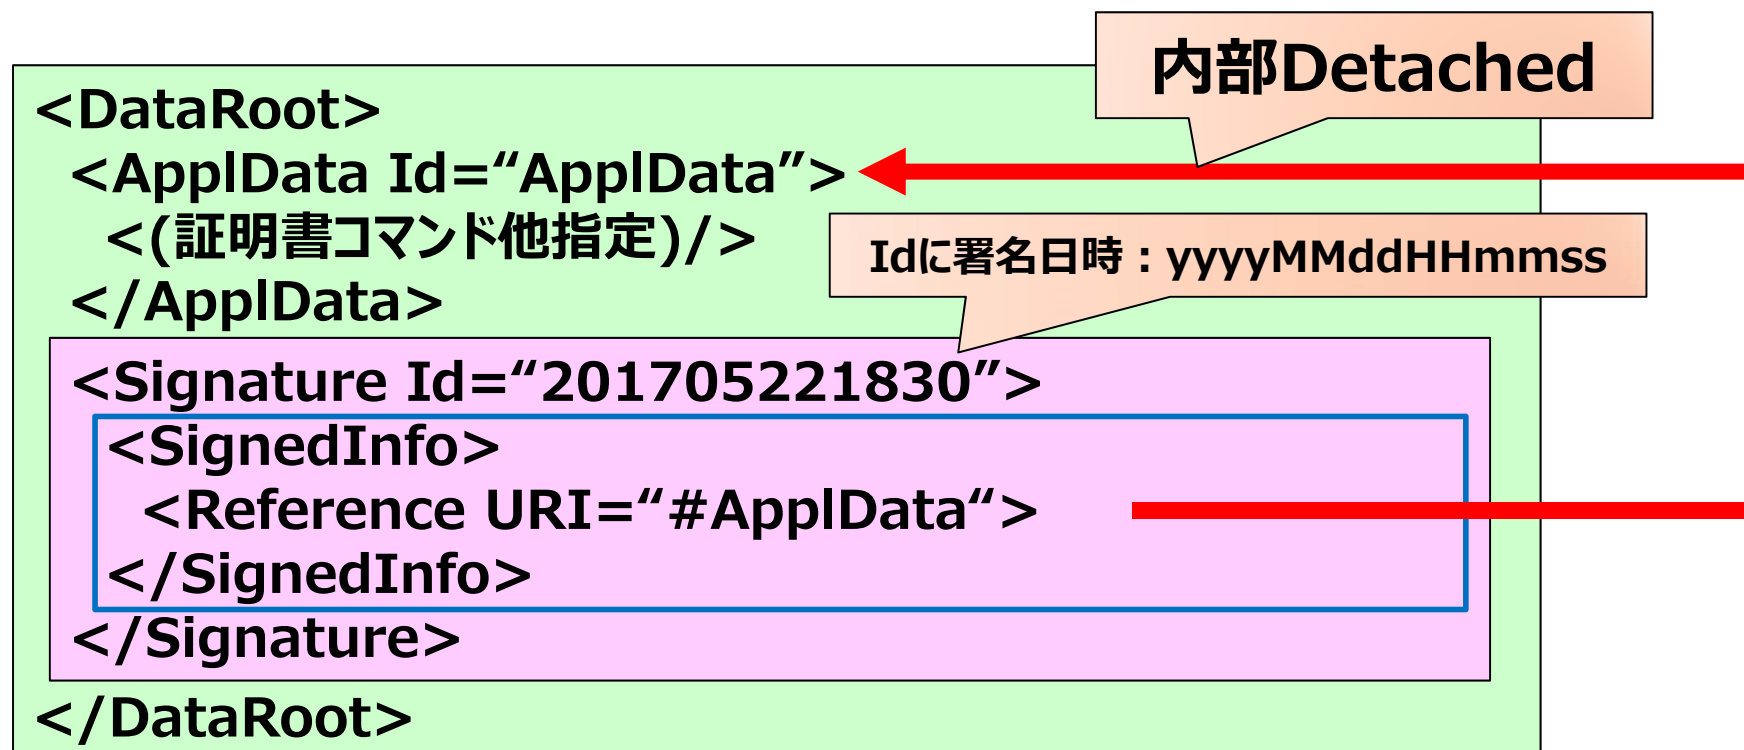 内部Detached
<DataRoot>
<ApplData Id=“ApplData”>
<(証明書コマンド他指定)/>
Idに署名日時：yyyyMMddHHmmss
</ApplData>
<Signature Id=“201705221830”>
<SignedInfo>
<Reference URI=“#ApplData“>
</SignedInfo>
</Signature>
</DataRoot>